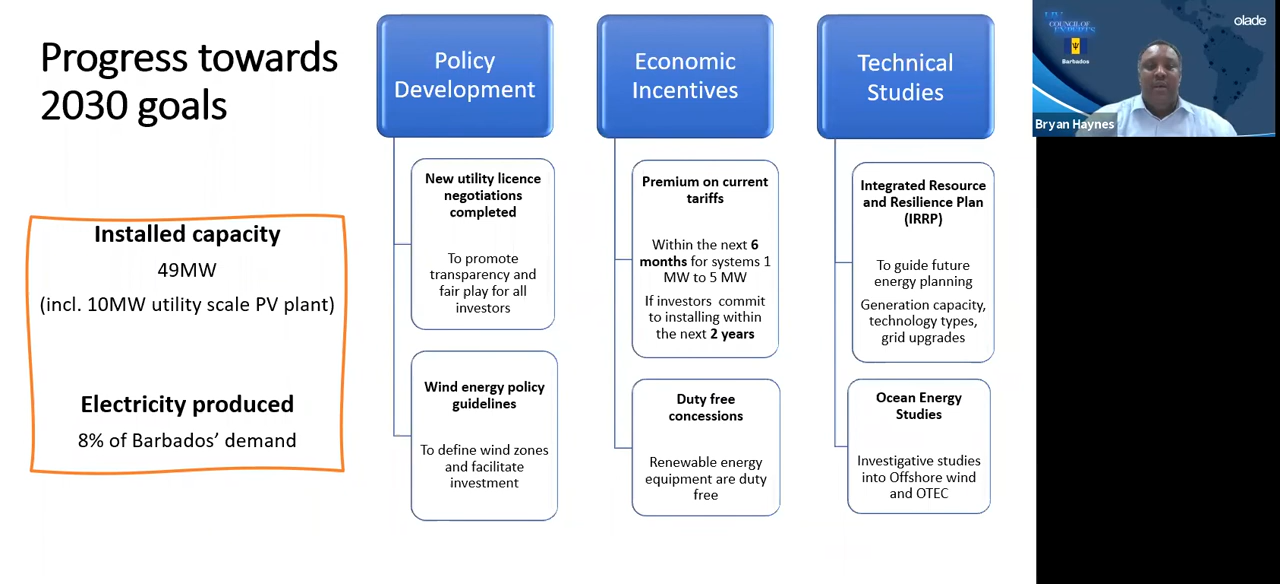 Progress towards
2030 goals
Installed capacity
49MW
(incl. 10MW utility scale PV plant)
Electricity produced
8% of Barbados’ demand
Policy
Development
New utility licence
negotiations
completed
To promote
transparency and
fair play for all
investors
Wind energy policy
guidelines
To define wind zones
and facilitate
investment
Economic
Incentives
Premium on current
tariffs
Within the next 6
months for systems 1
MW to 5 MW
If investors commit
to installing within
the next 2 years
Duty free
concessions
Renewable energy
equipment are duty
free
Technical
Studies
Integrated Resource
and Resilience Plan
(IRRP)
To guide future
energy planning
Generation capacity,
technology types,
grid upgrades
Ocean Energy
Studies
Investigative studies
into Offshore wind
and OTEC
COUNCIL OF
EXPERTS
Barbados
olade
Bryan Haynes